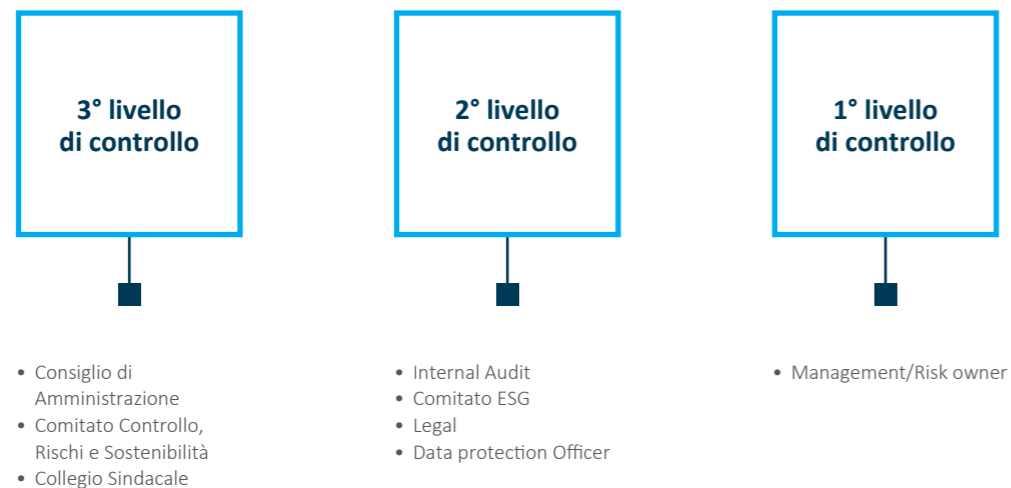 3° livello
di controllo
2° livello
di controllo
1° livello
di controllo
• Consiglio di
Amministrazione
• Comitato Controllo,
Rischi e Sostenibilità
• Collegio Sindacale
• Internal Audit
• Comitato ESG
• Legal
• Data protection Officer
• Management/Risk owner